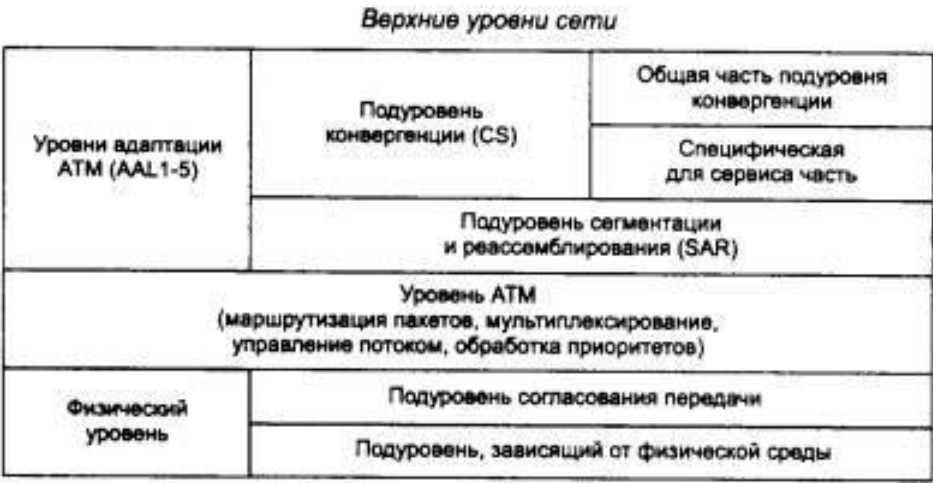 Верхние уровни сети
Уровни адаптации
АТМ (AAL1-5)
Подуровень
конвергенции (CS)
Общая часть подуровня
конвергенции
Специфическая
для сервиса часть
Подуровень сегментации
и реассемблирования (SAR)
Уровень АТМ
(маршрутизация пакетов, мультиплексирование,
управление потоком, обработка приоритетов)
Физический
уровень
Подуровень согласования передачи
Подуровень, зависящий от физической среды